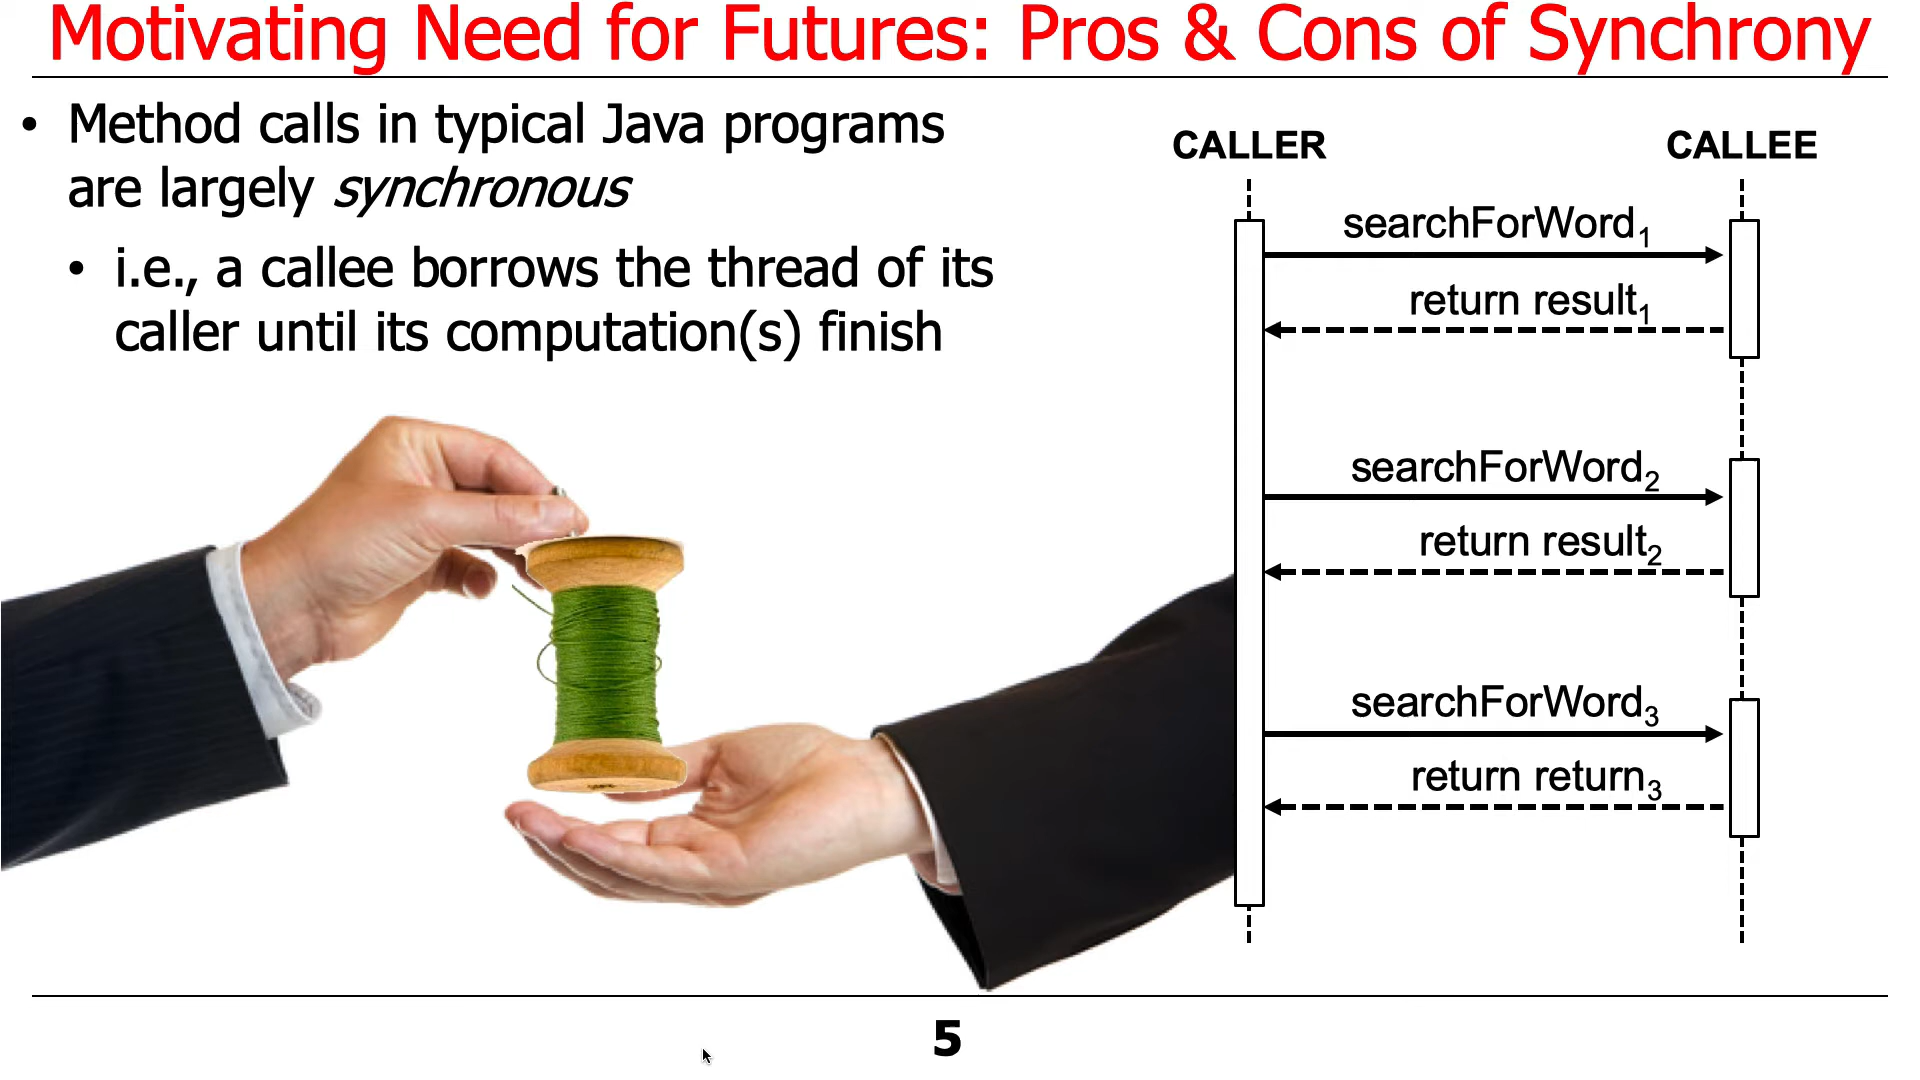 Motivating Need for Futures: Pros & Cons of Synchrony
• Method calls in typical Java programs
are largely synchronous
• i.e., a callee borrows the thread of its
caller until its computation(s) finish
CALLER
CALLEE
searchForWord₁
return result₁
searchForWord₂
return result₂
searchForWord₃
return return₃
5